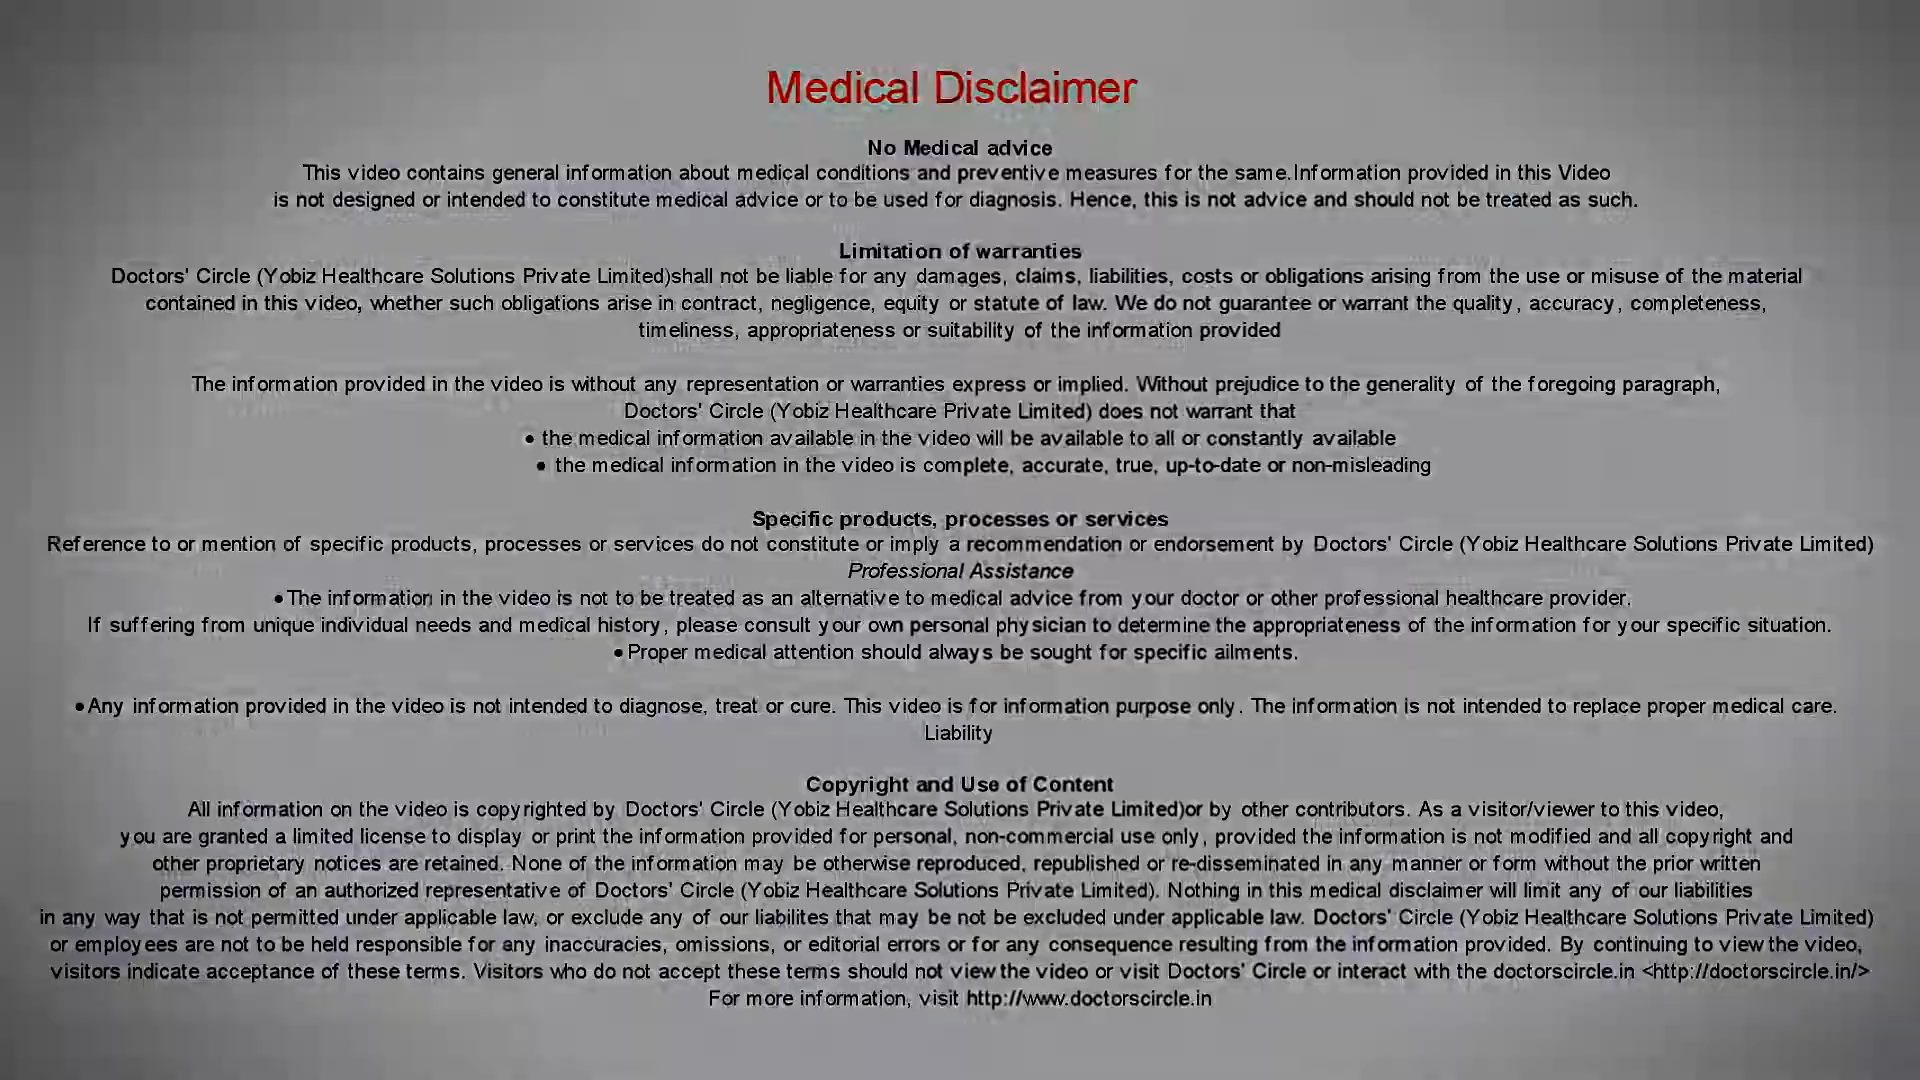 Medical Disclaimer
No Medical advice
This video contains general information about medical conditions and preventive measures for the same.Information provided in this Video
is not designed or intended to constitute medical advice or to be used for diagnosis. Hence, this is not advice and should not be treated as such.
Limitation of warranties
Doctors' Circle (Yobiz Healthcare Solutions Private Limited)shall not be liable for any damages, claims, liabilities, costs or obligations arising from the use or misuse of the material
contained in this video, whether such obligations arise in contract, negligence, equity or statute of law. We do not guarantee or warrant the quality, accuracy, completeness,
timeliness, appropriateness or suitability of the information provided
The information provided in the video is without any representation or warranties express or implied. Without prejudice to the generality of the foregoing paragraph,
Doctors' Circle (Yobiz Healthcare Private Limited) does not warrant that
• the medical information available in the video will be available to all or constantly available
• the medical information in the video is complete, accurate, true, up-to-date or non-misleading
Specific products, processes or services
Reference to or mention of specific products, processes or services do not constitute or imply a recommendation or endorsement by Doctors' Circle (Yobiz Healthcare Solutions Private Limited)
Professional Assistance
•The information in the video is not to be treated as an alternative to medical advice from your doctor or other professional healthcare provider.
If suffering from unique individual needs and medical history, please consult your own personal physician to determine the appropriateness of the information for your specific situation.
•Proper medical attention should always be sought for specific ailments.
•Any information provided in the video is not intended to diagnose, treat or cure. This video is for information purpose only. The information is not intended to replace proper medical care.
Liability
Copyright and Use of Content
All information on the video is copyrighted by Doctors' Circle (Yobiz Healthcare Solutions Private Limited)or by other contributors. As a visitor/viewer to this video,
you are granted a limited license to display or print the information provided for personal, non-commercial use only, provided the information is not modified and all copyright and
other proprietary notices are retained. None of the information may be otherwise reproduced, republished or re-disseminated in any manner or form without the prior written
permission of an authorized representative of Doctors' Circle (Yobiz Healthcare Solutions Private Limited). Nothing in this medical disclaimer will limit any of our liabilities
in any way that is not permitted under applicable law, or exclude any of our liabilites that may be not be excluded under applicable law. Doctors' Circle (Yobiz Healthcare Solutions Private Limited)
or employees are not to be held responsible for any inaccuracies, omissions, or editorial errors or for any consequence resulting from the information provided. By continuing to view the video,
visitors indicate acceptance of these terms. Visitors who do not accept these terms should not view the video or visit Doctors' Circle or interact with the doctorscircle.in <http://doctorscircle.in/>
For more information, visit http://www.doctorscircle.in